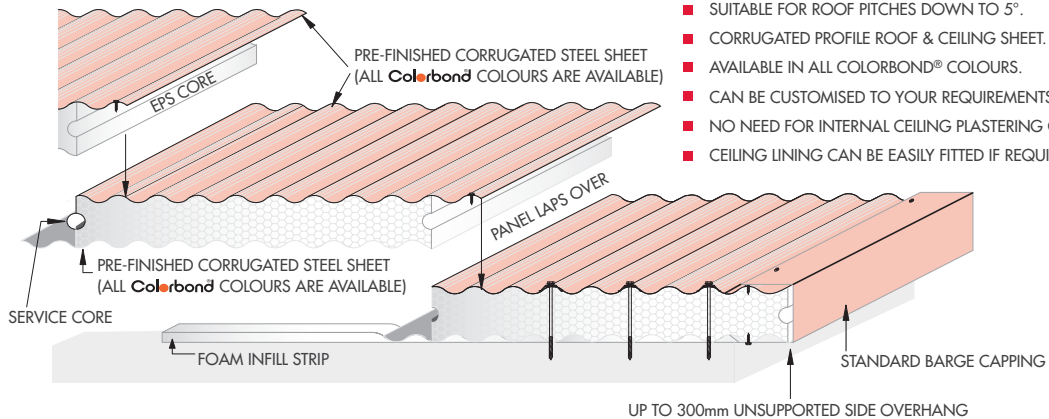 SUITABLE FOR ROOF PITCHES DOWN TO 5°.
CORRUGATED PROFILE ROOF & CEILING SHEET.
AVAILABLE IN ALL COLORBOND® COLOURS.
CAN BE CUSTOMISED TO YOUR REQUIREMENTS
NO NEED FOR INTERNAL CEILING PLASTERING
CEILING LINING CAN BE EASILY FITTED IF
PRE-FINISHED CORRUGATED STEEL SHEET
(ALL Colorbond COLOURS ARE AVAILABLE)
EPS CORE
PANEL LAPS OVER
PRE-FINISHED CORRUGATED STEEL SHEET
(ALL Colorbond COLOURS ARE AVAILABLE)
SERVICE CORE
FOAM INFILL STRIP
STANDARD BARGE CAPPING
UP TO 300mm UNSUPPORTED SIDE OVERHANG